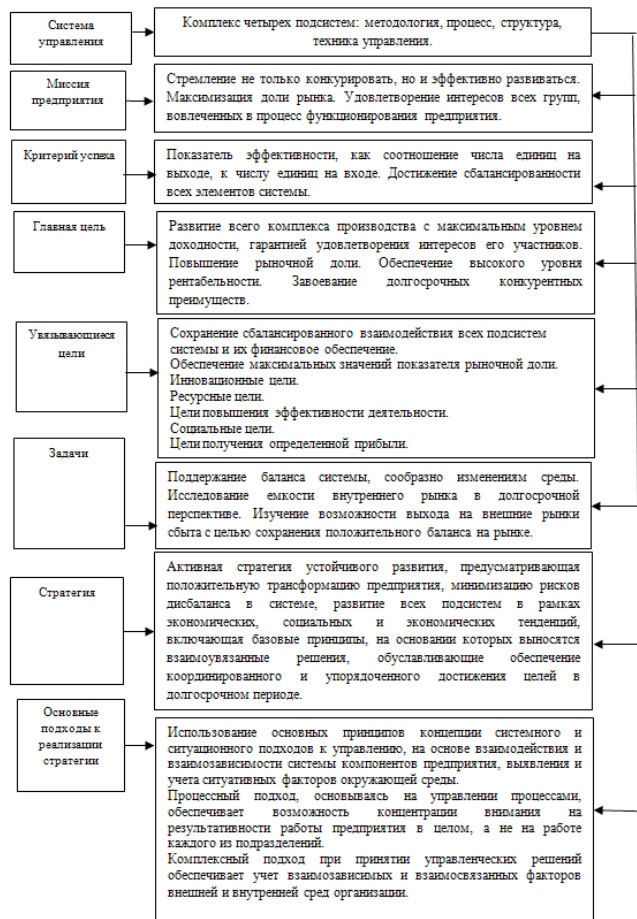 Система
управления
Комплекс четырех подсистем: методология, процесс, структура,
техника управления.
Миссия
предприятия
Стремление не только конкурировать, но и эффективно развиваться.
Максимизация доли рынка. Удовлетворение интересов всех групп,
вовлеченных в процесс функционирования предприятия.
Критерий успеха
Показатель эффективности, как соотношение числа единиц на
выходе, к числу единиц на входе. Достижение сбалансированности
всех элементов системы.
Главная цель
Развитие всего комплекса производства с максимальным уровнем
доходности, гарантией удовлетворения интересов его участников.
Повышение рыночной доли. Обеспечение высокого уровня
рентабельности. Завоевание долгосрочных конкурентных
преимуществ.
Увязывающиеся
цели
Сохранение сбалансированного взаимодействия всех подсистем
системы и их финансовое обеспечение.
Обеспечение максимальных значений показателя рыночной доли.
Инновационные цели.
Ресурсные цели.
Цели повышения эффективности деятельности.
Социальные цели.
Цели получения определенной прибыли.
Задачи
Поддержание баланса системы, сообразно изменениям среды.
Исследование емкости внутреннего рынка в долгосрочной
перспективе. Изучение возможности выхода на внешние рынки
сбыта с целью сохранения положительного баланса на рынке.
Стратегия
Активная стратегия устойчивого развития, предусматривающая
положительную трансформацию предприятия, минимизацию рисков
дисбаланса в системе, развитие всех подсистем в рамках
экономических, социальных и экономических тенденций,
включающая базовые принципы, на основании которых выносятся
взаимоувязанные решения, обуславливающие обеспечение
координированного и упорядоченного достижения целей в
долгосрочном периоде.
Основные
подходы к
реализации
стратегии
Использование основных принципов концепции системного и
ситуационного подходов к управлению, на основе взаимодействия и
взаимозависимости системы компонентов предприятия, выявления и
учета ситуативных факторов окружающей среды.
Процессный подход, основываясь на управлении процессами,
обеспечивает возможность концентрации внимания на
результативности работы предприятия в целом, а не на работе
каждого из подразделений.
Комплексный подход при принятии управленческих решений
обеспечивает учет взаимозависимых и взаимосвязанных факторов
внешней и внутренней сред организации.